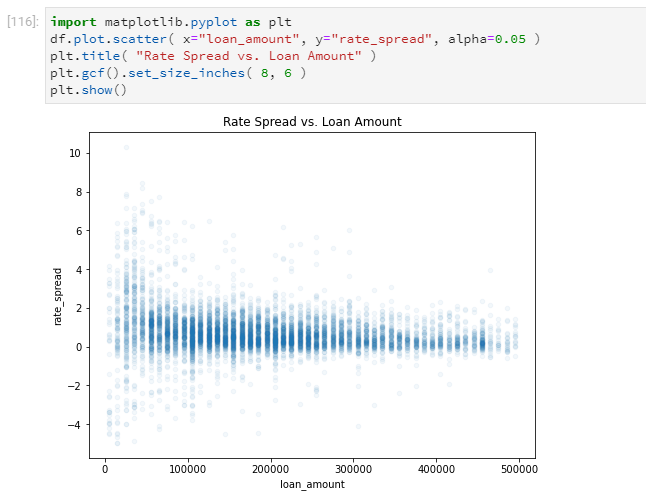 [116]: import matplotlib.pyplot as plt
df.plot.scatter( x="loan_amount", y="rate_spread", alpha=0.05 )
plt.title( "Rate Spread vs. Loan Amount" )
plt.gcf().set_size_inches( 8, 6 )
plt.show()
Rate Spread vs. Loan Amount
10
8
6
4
2
0
−2
−4
rate_spread
0 100000 200000 300000 400000 500000
loan_amount